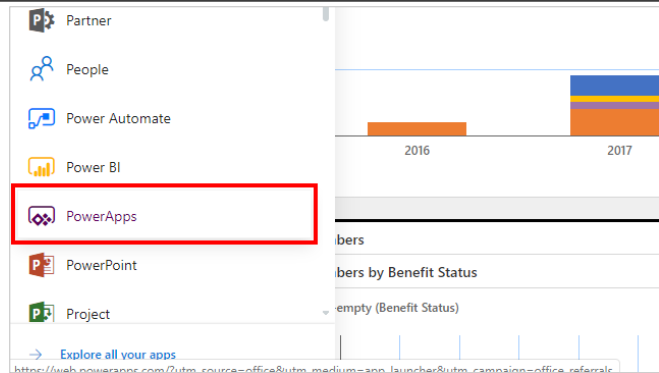 Partner
People
Power Automate
Power BI
PowerApps
PowerPoint
Project
Explore all your apps
https://web.powerapps.com/?utm_source=office&utm_medium=app_launcher&utm_campaign=office_referrals
2016
2017
bers
bers by Benefit Status
-empty (Benefit Status)